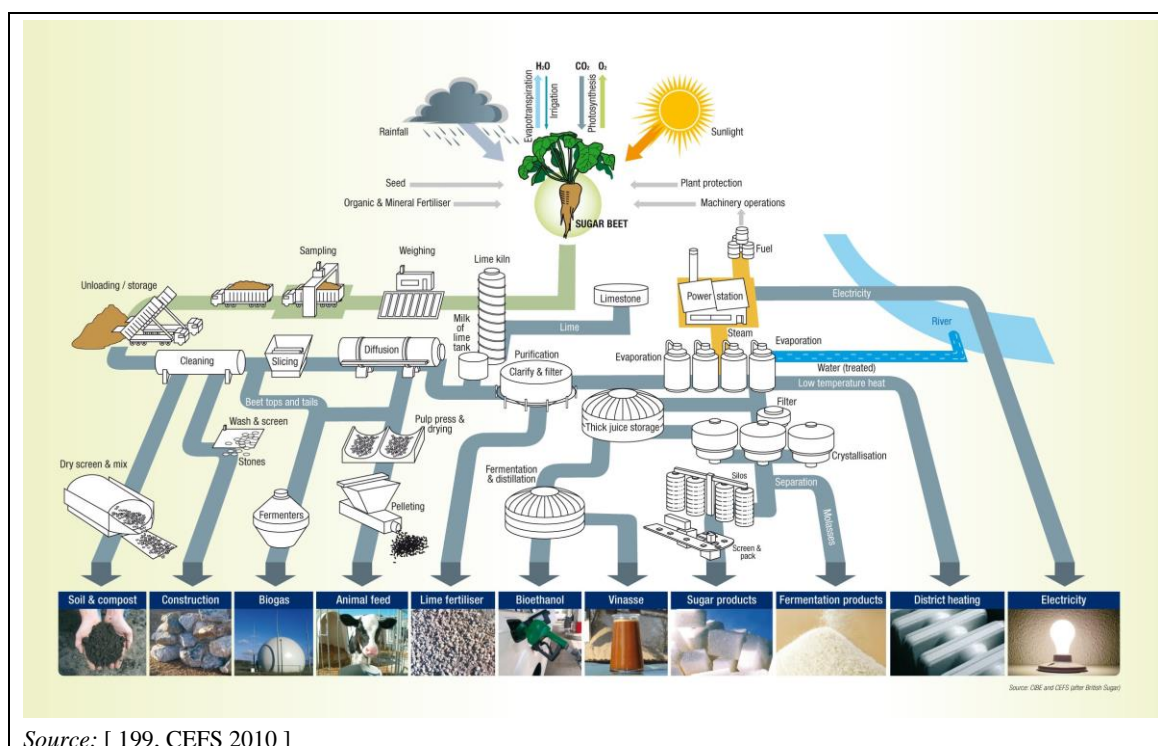 H₂O
CO₂ O₂
Evapotranspiration
Irrigation
Photosynthesis
Rainfall
Sunlight
Seed
Plant protection
Organic & Mineral Fertiliser
Machinery operations
SUGAR BEET
Fuel
Sampling
Weighing
Lime kiln
Unloading / storage
Limestone
Power station
Electricity
River
Milk
of
lime
tank
Lime
Steam
Purification
Evaporation
Evaporation
Cleaning
Slicing
Diffusion
Clarify & filter
Water (treated)
Low temperature heat
Beet tops and tails
Filter
Wash & screen
Pulp press &
drying
Thick juice storage
Stones
Crystallisation
Dry screen & mix
Fermentation
& distillation
Silos
Separation
Fermenters
Pelleting
Molasses
Screen &
pack
Soil & compost
Construction
Biogas
Animal feed
Lime fertiliser
Bioethanol
Vinasse
Sugar products
Fermentation products
District heating
Electricity
Source: CIBE and CEFS (after British Sugar)
Source: [ 199, CEFS 2010 ]